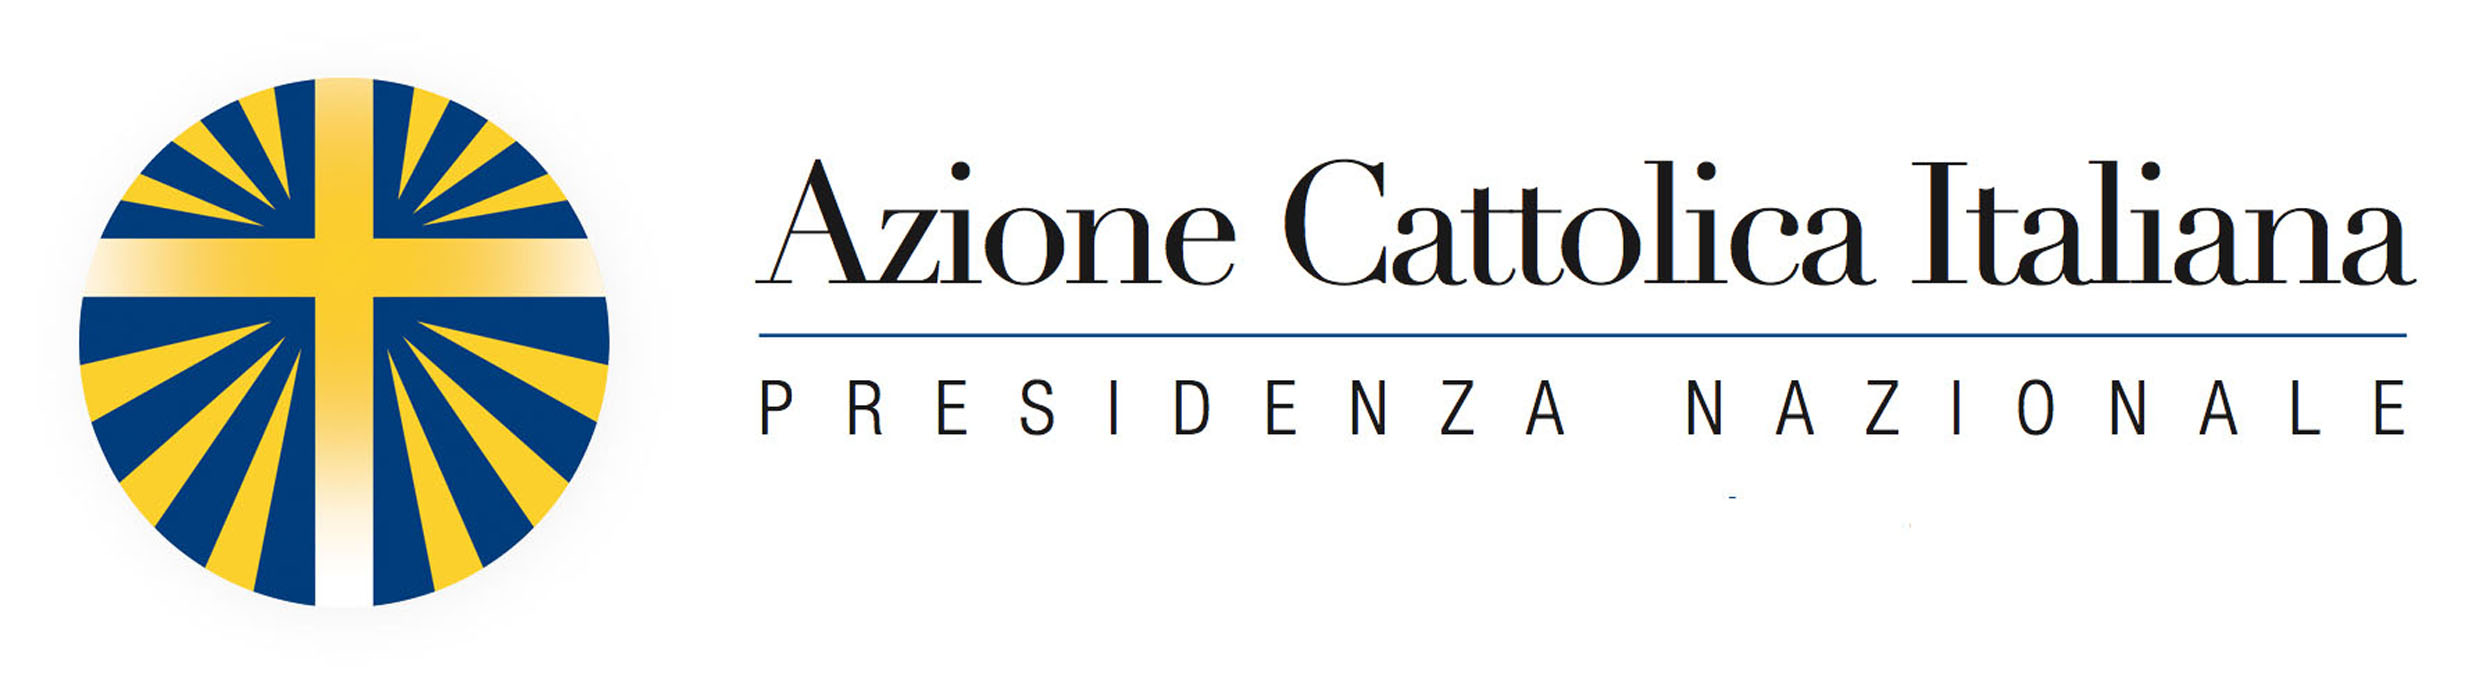 Azione Cattolica Italiana
PRESIDENZA NAZIONALE